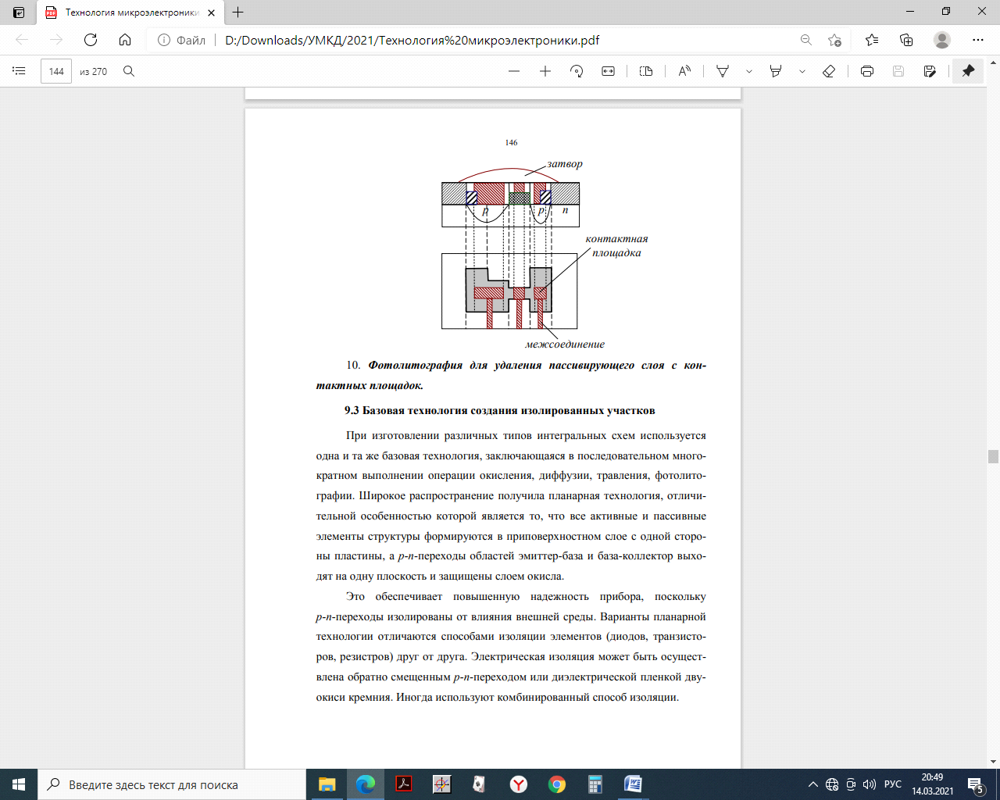 Технология микроэлектроники
Файл
D:/Downloads/УМКД/2021/Технология%20микроэлектроники.pdf
144
из 270
146
затвор
p
p
n
контактная
площадка
межсоединение
10. Фотолитография для удаления пассивирующего слоя с кон-
тактных площадок.
9.3 Базовая технология создания изолированных участков
При изготовлении различных типов интегральных схем используется
одна и та же базовая технология, заключающаяся в последовательном много-
кратном выполнении операции окисления, диффузии, травления, фотолито-
графии. Широкое распространение получила планарная технология, отличи-
тельной особенностью которой является то, что все активные и пассивные
элементы структуры формируются в приповерхностном слое с одной сторо-
ны пластины, а p-n-переходы областей эмиттер-база и база-коллектор выхо-
дят на одну плоскость и защищены слоем окисла.
Это обеспечивает повышенную надежность прибора, поскольку
p-n-переходы изолированы от влияния внешней среды. Варианты планарной
технологии отличаются способами изоляции элементов (диодов, транзисто-
ров, резистров) друг от друга. Электрическая изоляция может быть осущест-
влена обратно смещенным p-n-переходом или диэлектрической пленкой дву-
окиси кремния. Иногда используют комбинированный способ изоляции.
Введите здесь текст для поиска
РУС
20:49
14.03.2021
5